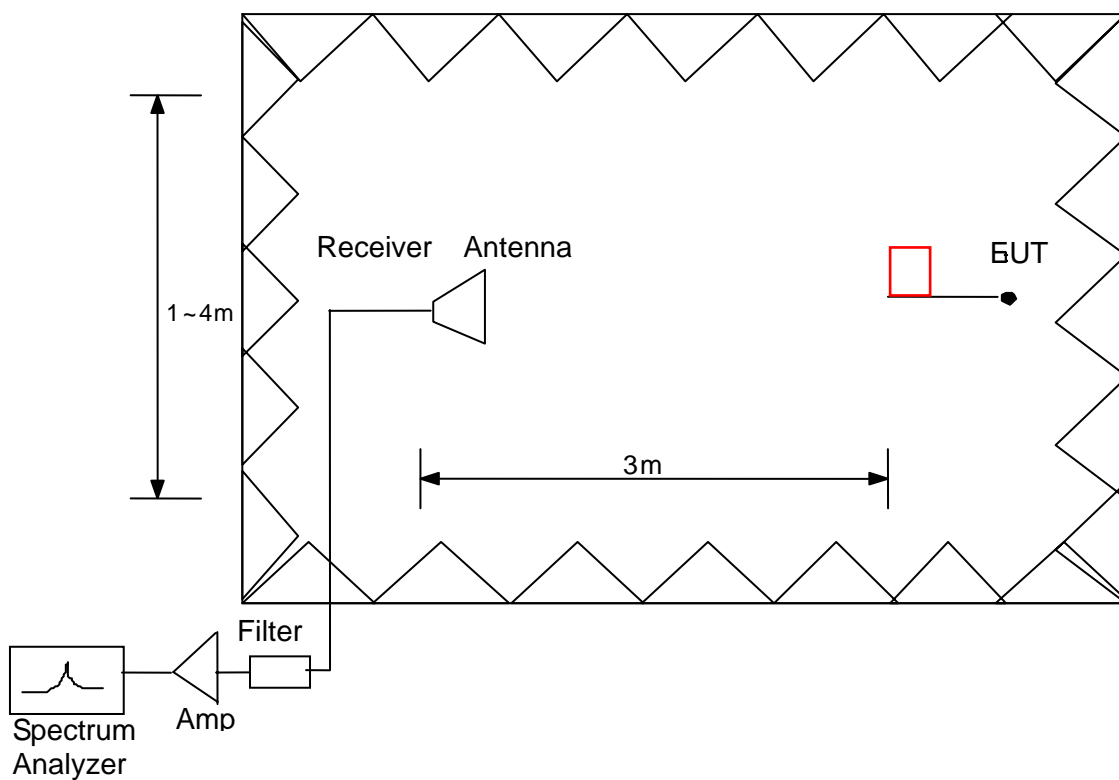 Receiver Antenna
EUT
1~4m
3m
Filter
Amp
Spectrum
Analyzer